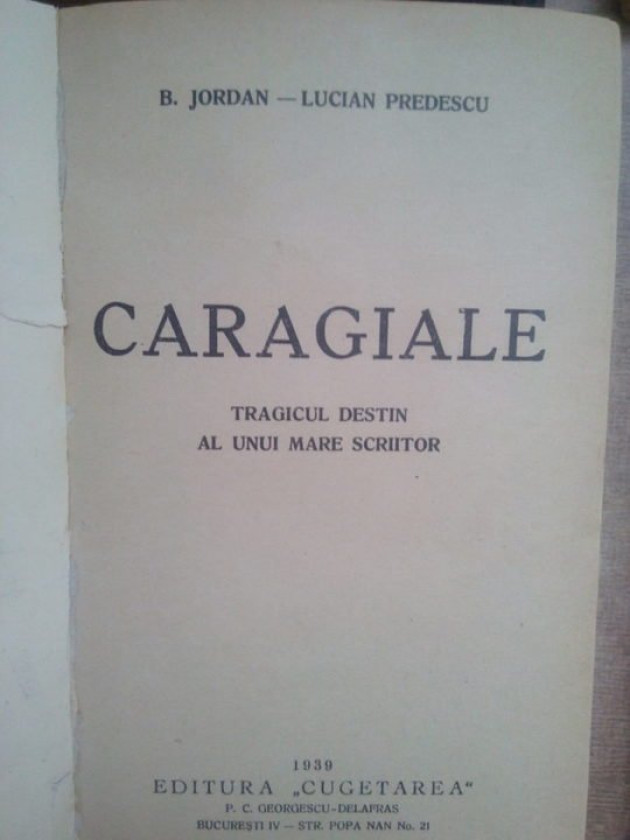 B. JORDAN — LUCIAN PREDESCU
CARAGIALE
TRAGICUL DESTIN
AL UNUI MARE SCRIITOR
1939
EDITURA „CUGETAREA“
P. C. GEORGESCU-DELAFRAS
BUCUREȘTI IV — STR. POPA NAN No. 21